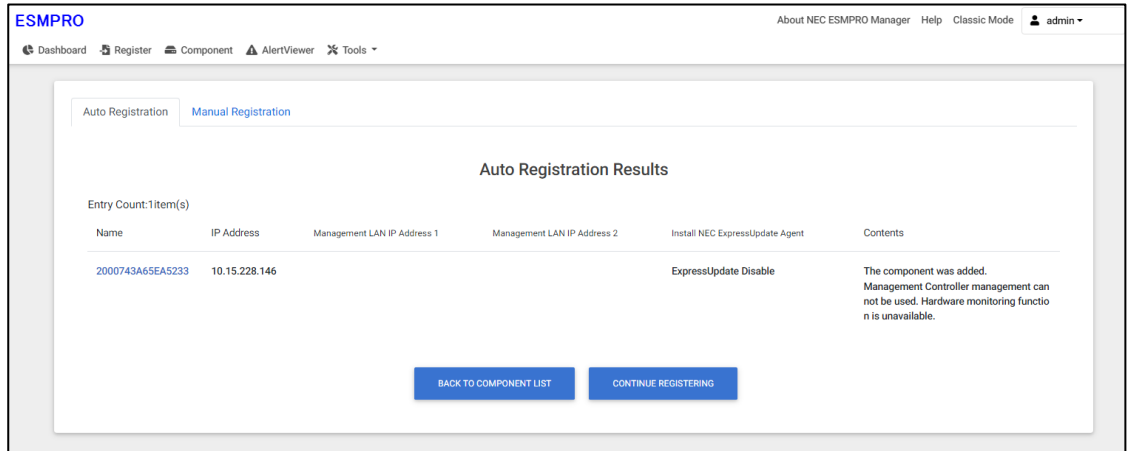 ESMPRO
About NEC ESMPRO Manager Help Classic Mode admin
Dashboard Register Component AlertViewer Tools
Auto Registration Manual Registration
Auto Registration Results
Entry Count:1item(s)
Name IP Address Management LAN IP Address 1 Management LAN IP Address 2 Install NEC ExpressUpdate Agent Contents
2000743A65EA5233 10.15.228.146 ExpressUpdate Disable The component was added.
Management Controller management can
not be used. Hardware monitoring functio
n is unavailable.
BACK TO COMPONENT LIST CONTINUE REGISTERING